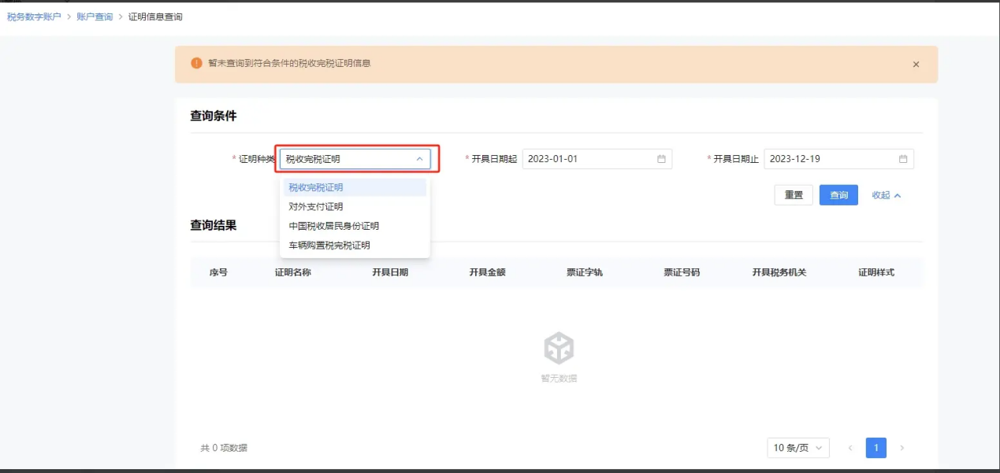 税务数字账户 > 账户查询 > 证明信息查询
暂未查询到符合条件的税收完税证明信息
查询条件
* 证明种类 税收完税证明 * 开具日期起 2023-01-01 * 开具日期止 2023-12-19
税收完税证明
对外支付证明
中国税收居民身份证明
车辆购置税完税证明
重置 查询 收起
查询结果
序号 证明名称 开具日期 开具金额 票证字轨 票证号码 开具税务机关 证明样式
暂无数据
共 0 项数据 10 条/页 < 1 >